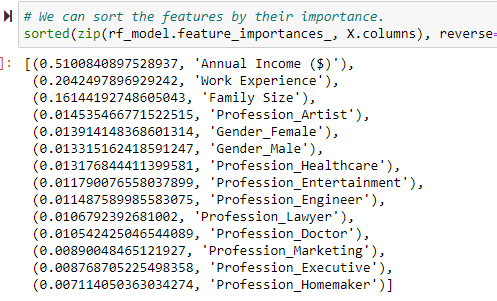 # We can sort the features by their importance.
sorted(zip(rf_model.feature_importances_, X.columns), reverse=
]: [(0.5100840897528937, 'Annual Income ($)'),
(0.2042497896929242, 'Work Experience'),
(0.16144192748605043, 'Family Size'),
(0.014535466771522515, 'Profession_Artist'),
(0.013914148368601314, 'Gender_Female'),
(0.013315162418591247, 'Gender_Male'),
(0.013176844411399581, 'Profession_Healthcare'),
(0.011790076558037899, 'Profession_Entertainment'),
(0.011487589985583075, 'Profession_Engineer'),
(0.0106792392681002, 'Profession_Lawyer'),
(0.010542425046544089, 'Profession_Doctor'),
(0.00890048465121927, 'Profession_Marketing'),
(0.008768705225498358, 'Profession_Executive'),
(0.007114050363034274, 'Profession_Homemaker')]